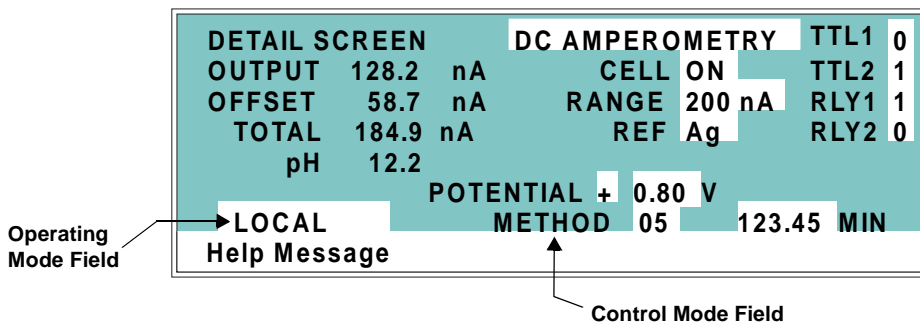 DETAIL SCREEN DC AMPEROMETRY TTL1 0
OUTPUT 128.2 nA CELL ON TTL2 1
OFFSET 58.7 nA RANGE 200 nA RLY1 1
TOTAL 184.9 nA REF Ag RLY2 0
pH 12.2
POTENTIAL + 0.80 V
LOCAL METHOD 05 123.45 MIN
Help Message
Operating
Mode Field
Control Mode Field